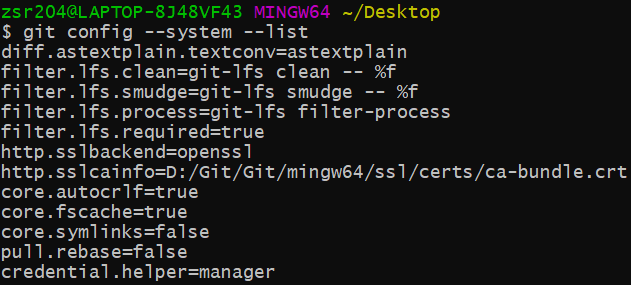 zsr204@LAPTOP-8J48VF43 MINGW64 ~/Desktop
$ git config --system --list
diff.astextplain.textconv=astextplain
filter.lfs.clean=git-lfs clean -- %f
filter.lfs.smudge=git-lfs smudge -- %f
filter.lfs.process=git-lfs filter-process
filter.lfs.required=true
http.sslbackend=openssl
http.sslcainfo=D:/Git/Git/mingw64/ssl/certs/ca-bundle.crt
core.autocrlf=true
core.fscache=true
core.symlinks=false
pull.rebase=false
credential.helper=manager